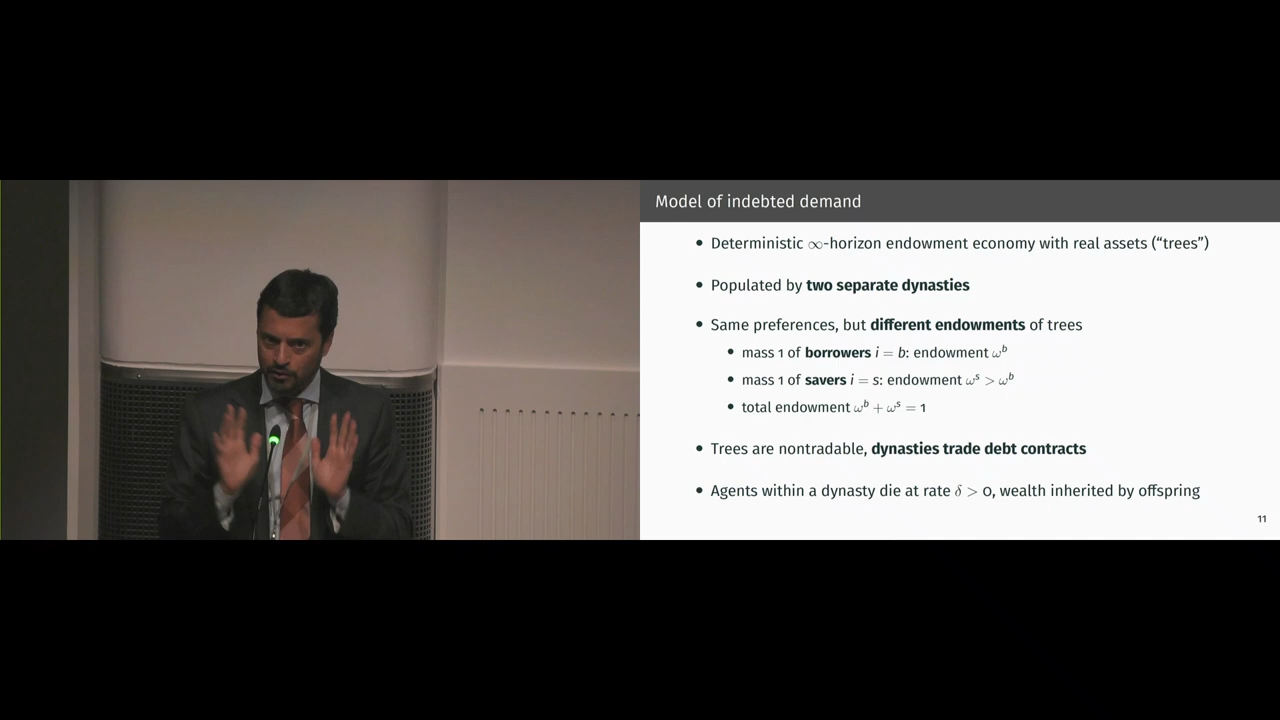 Model of indebted demand
• Deterministic ∞-horizon endowment economy with real assets (“trees”)
• Populated by two separate dynasties
• Same preferences, but different endowments of trees
• mass 1 of borrowers i = b: endowment ω^b
• mass 1 of savers i = s: endowment ω^s > ω^b
• total endowment ω^b + ω^s = 1
• Trees are nontradable, dynasties trade debt contracts
• Agents within a dynasty die at rate δ > 0, wealth inherited by offspring
11